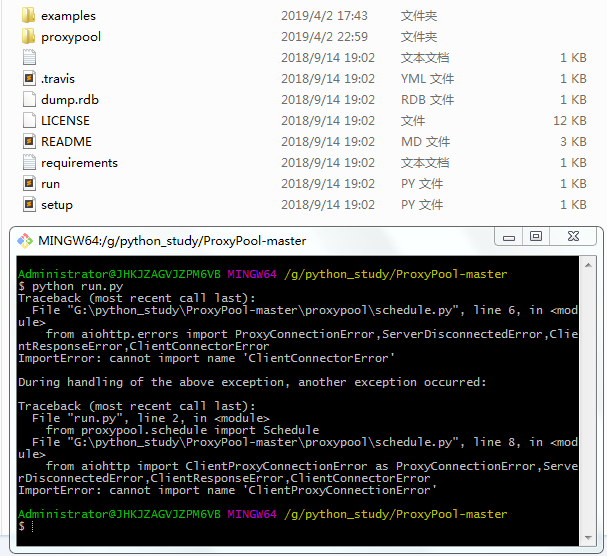 examples 2019/4/2 17:43 文件夹
proxypool 2019/4/2 22:59 文件夹
2018/9/14 19:02 文本文档 1 KB
.travis 2018/9/14 19:02 YML 文件 1 KB
dump.rdb 2018/9/14 19:02 RDB 文件 1 KB
LICENSE 2018/9/14 19:02 文件 12 KB
README 2018/9/14 19:02 MD 文件 3 KB
requirements 2018/9/14 19:02 文本文档 1 KB
run 2018/9/14 19:02 PY 文件 1 KB
setup 2018/9/14 19:02 PY 文件 1 KB
MINGW64:/g/python_study/ProxyPool-master
Administrator@JHKJZAGVJZPM6VB MINGW64 /g/python_study/ProxyPool-master
$ python run.py
Traceback (most recent call last):
  File "G:\python_study\ProxyPool-master\proxypool\schedule.py", line 6, in <mod
ule>
    from aiohttp.errors import ProxyConnectionError,ServerDisconnectedError,Clie
ntResponseError,ClientConnectorError
ImportError: cannot import name 'ClientConnectorError'
During handling of the above exception, another exception occurred:
Traceback (most recent call last):
  File "run.py", line 2, in <module>
    from proxypool.schedule import Schedule
  File "G:\python_study\ProxyPool-master\proxypool\schedule.py", line 8, in <mod
ule>
    from aiohttp import ClientProxyConnectionError as ProxyConnectionError,Serve
rDisconnectedError,ClientResponseError,ClientConnectorError
ImportError: cannot import name 'ClientProxyConnectionError'
Administrator@JHKJZAGVJZPM6VB MINGW64 /g/python_study/ProxyPool-master
$